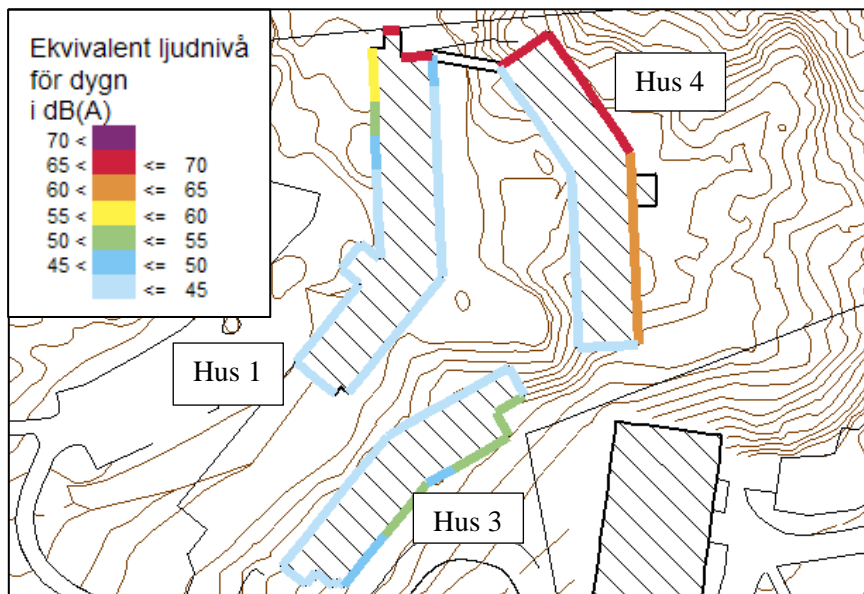 Ekvivalent ljudnivå
för dygn
i dB(A)
70 <
65 < <= 70
60 < <= 65
55 < <= 60
50 < <= 55
45 < <= 50
<= 45
Hus 4
Hus 1
Hus 3